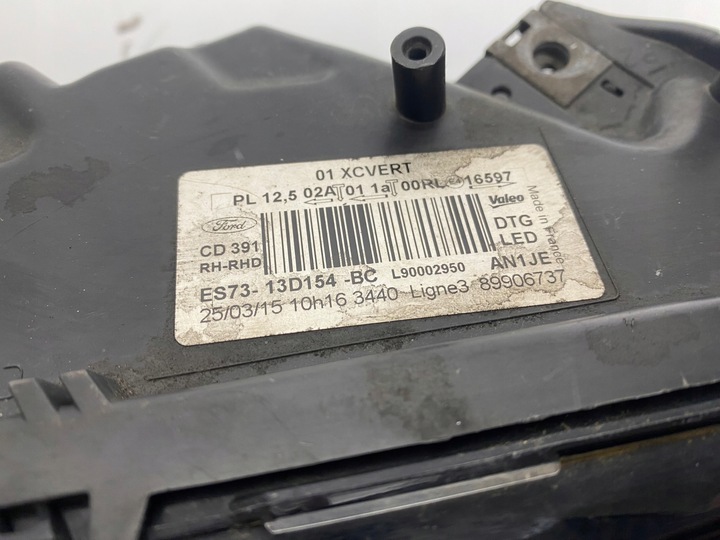 01 XCVERT
PL 12,5 02A 01 1a 00RL 16597
Ford
Valeo
Made in France
CD 391
DTG
RH-RHD
LED
ES73- 13D154 -BC L90002950 AN1JE
25/03/15 10h16 3440-Ligne3 89906737